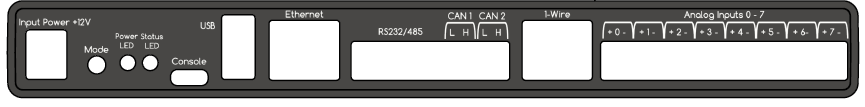 Input Power +12V
Mode
Power Status
LED LED
Console
USB
Ethernet
RS232/485
CAN 1 CAN 2
L H L H
1-Wire
Analog Inputs 0 - 7
+ 0 - + 1 - + 2 - + 3 - + 4 - + 5 - + 6 - + 7 -